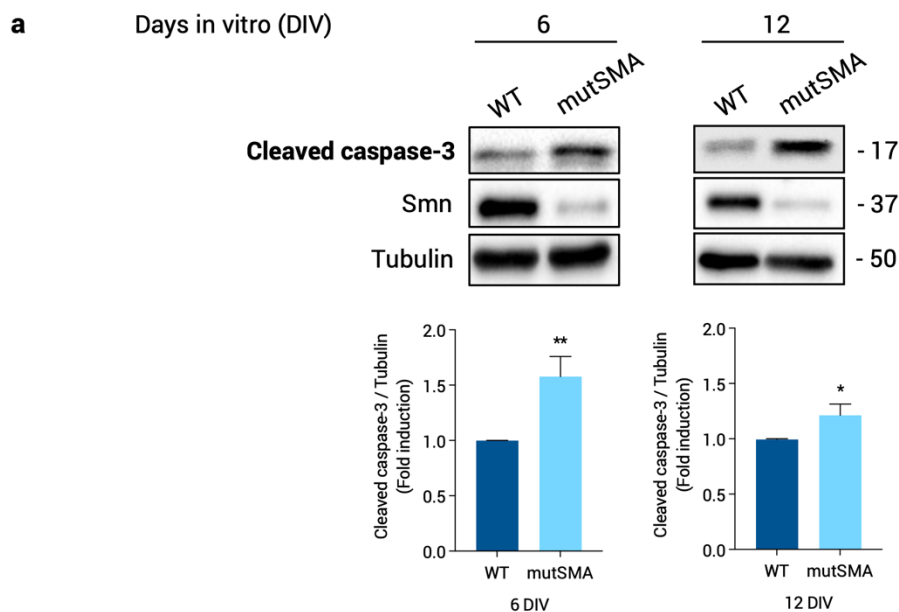 a Days in vitro (DIV) 6 12
WT mutSMA WT mutSMA
Cleaved caspase-3 - 17
Smn - 37
Tubulin - 50
Cleaved caspase-3 / Tubulin
(Fold induction)
2.0
1.5
1.0
0.5
0.0
**
WT mutSMA
6 DIV
Cleaved caspase-3 / Tubulin
(Fold induction)
2.0
1.5
1.0
0.5
0.0
*
WT mutSMA
12 DIV